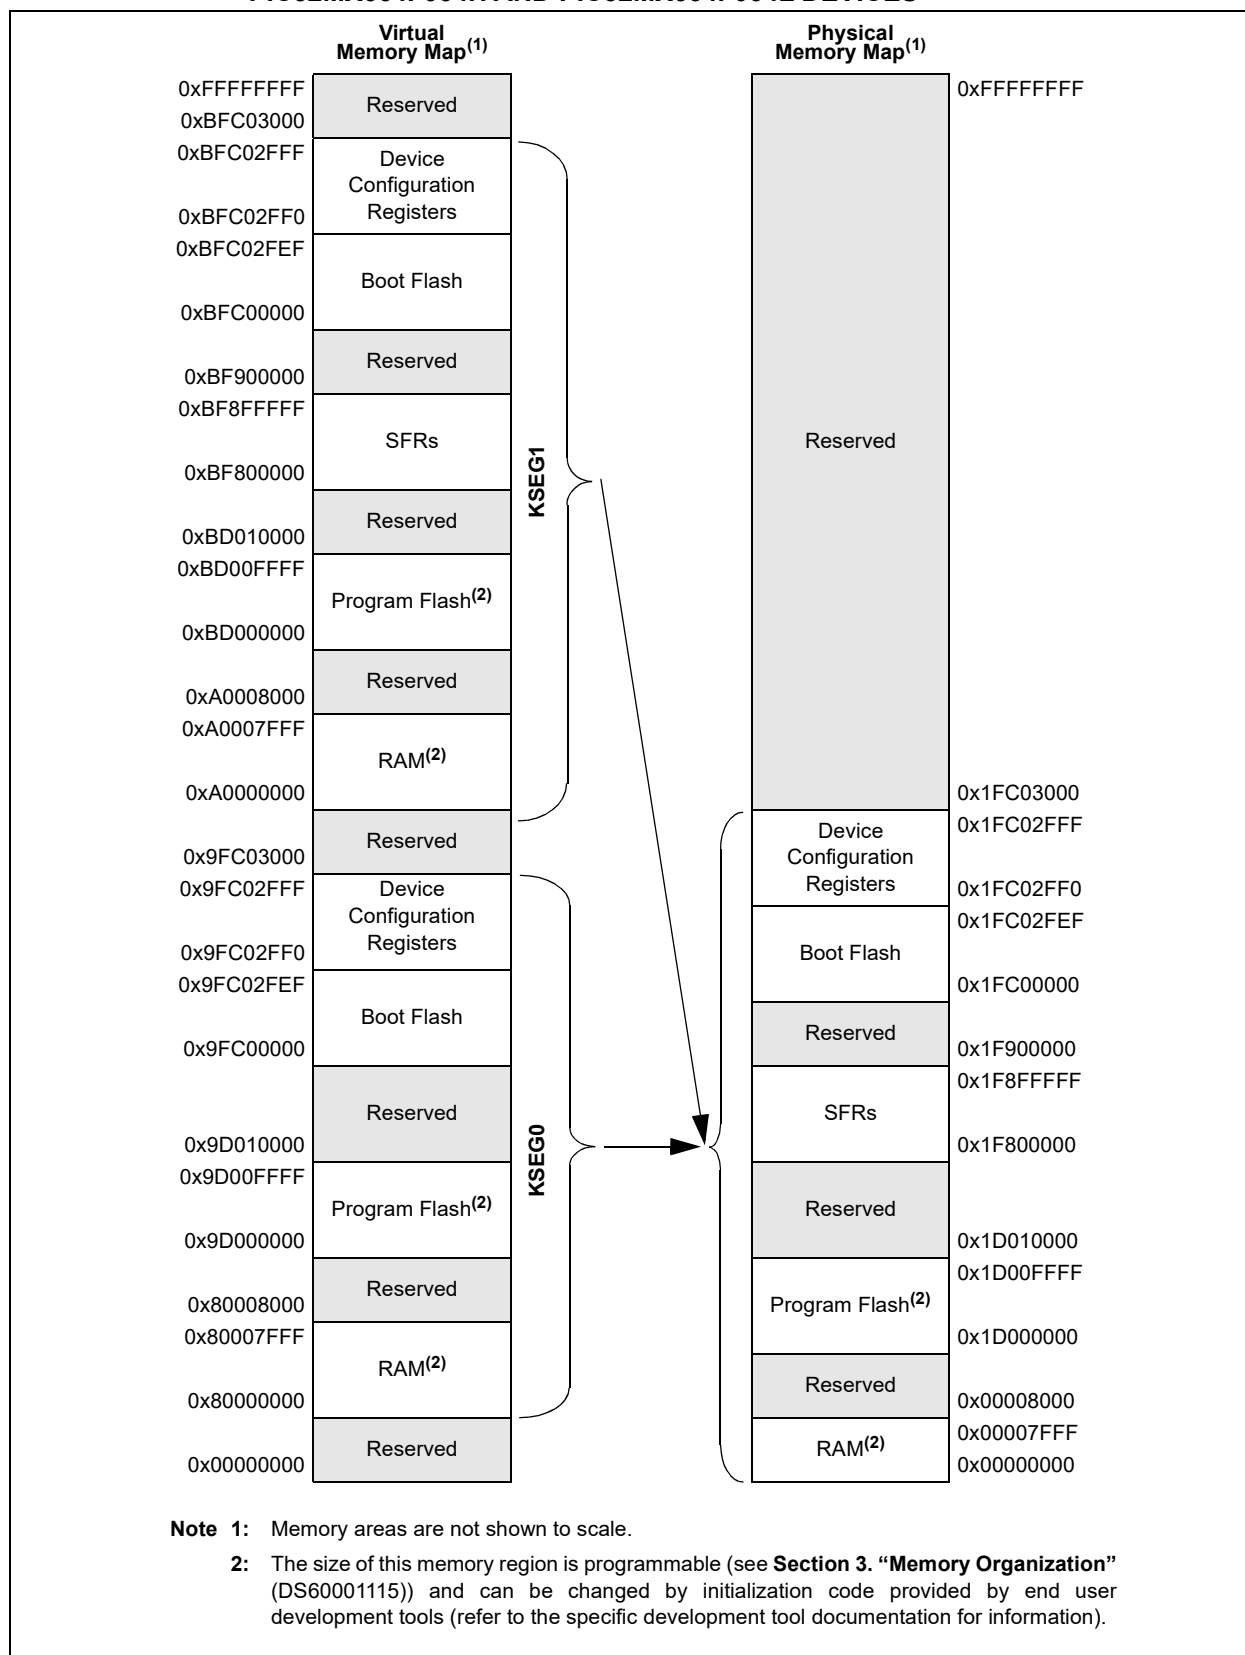 Virtual
Memory Map(1)
0xFFFFFFFF
Reserved
0xBFC03000
0xBFC02FFF
Device
Configuration
Registers
0xBFC02FF0
0xBFC02FEF
Boot Flash
0xBFC00000
Reserved
0xBF900000
0xBF8FFFFF
SFRs
0xBF800000
Reserved
0xBD010000
0xBD00FFFF
Program Flash(2)
0xBD000000
Reserved
0xA0008000
0xA0007FFF
RAM(2)
0xA0000000
Reserved
0x9FC03000
0x9FC02FFF
Device
Configuration
Registers
0x9FC02FF0
0x9FC02FEF
Boot Flash
0x9FC00000
Reserved
0x9D010000
0x9D00FFFF
Program Flash(2)
0x9D000000
Reserved
0x80008000
0x80007FFF
RAM(2)
0x80000000
Reserved
0x00000000
KSEG1
KSEG0
Physical
Memory Map(1)
0xFFFFFFFF
Reserved
0x1FC03000
0x1FC02FFF
Device
Configuration
Registers
0x1FC02FF0
0x1FC02FEF
Boot Flash
0x1FC00000
Reserved
0x1F900000
0x1F8FFFFF
SFRs
0x1F800000
Reserved
0x1D010000
0x1D00FFFF
Program Flash(2)
0x1D000000
Reserved
0x00008000
0x00007FFF
RAM(2)
0x00000000
Note 1: Memory areas are not shown to scale.
2: The size of this memory region is programmable (see Section 3. “Memory Organization”
(DS60001115)) and can be changed by initialization code provided by end user
development tools (refer to the specific development tool documentation for information).